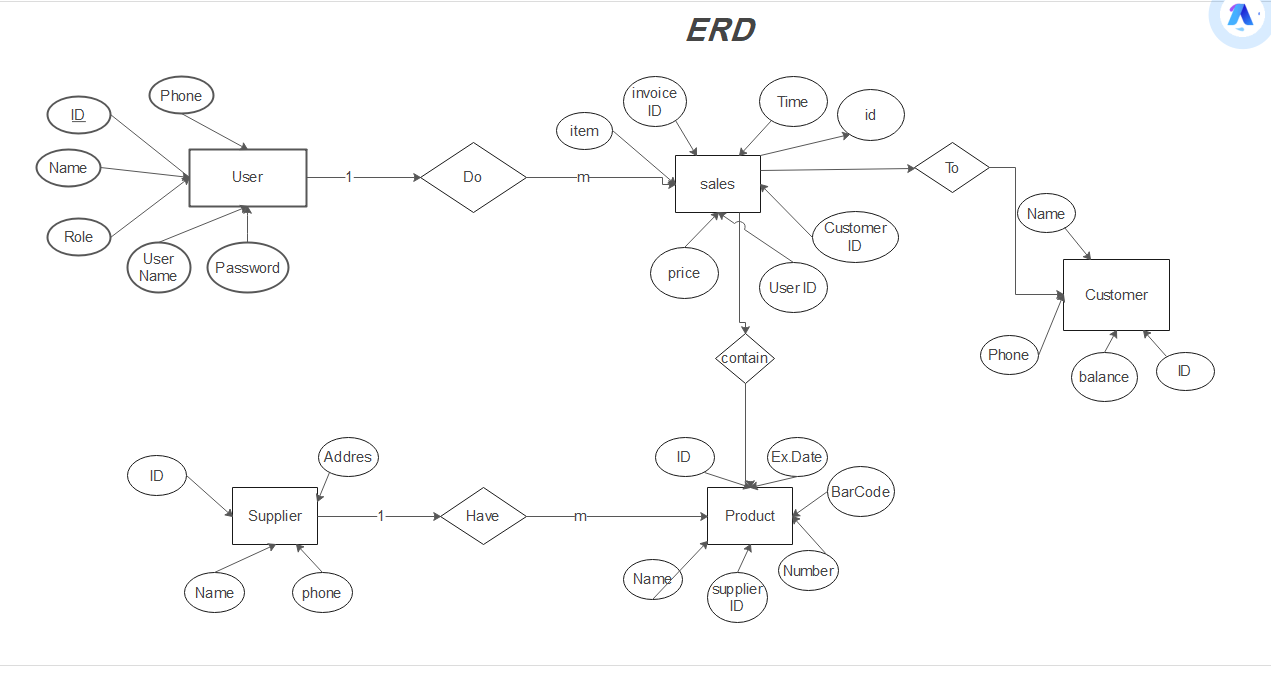 ERD
Phone
ID
Name
Role
User
Name
Password
User
1
Do
m
item
invoice
ID
Time
id
sales
To
Customer
ID
User ID
price
contain
Name
Customer
Phone
balance
ID
ID
Addres
Supplier
1
Have
m
Name
phone
ID
Ex.Date
BarCode
Product
Number
Name
supplier
ID